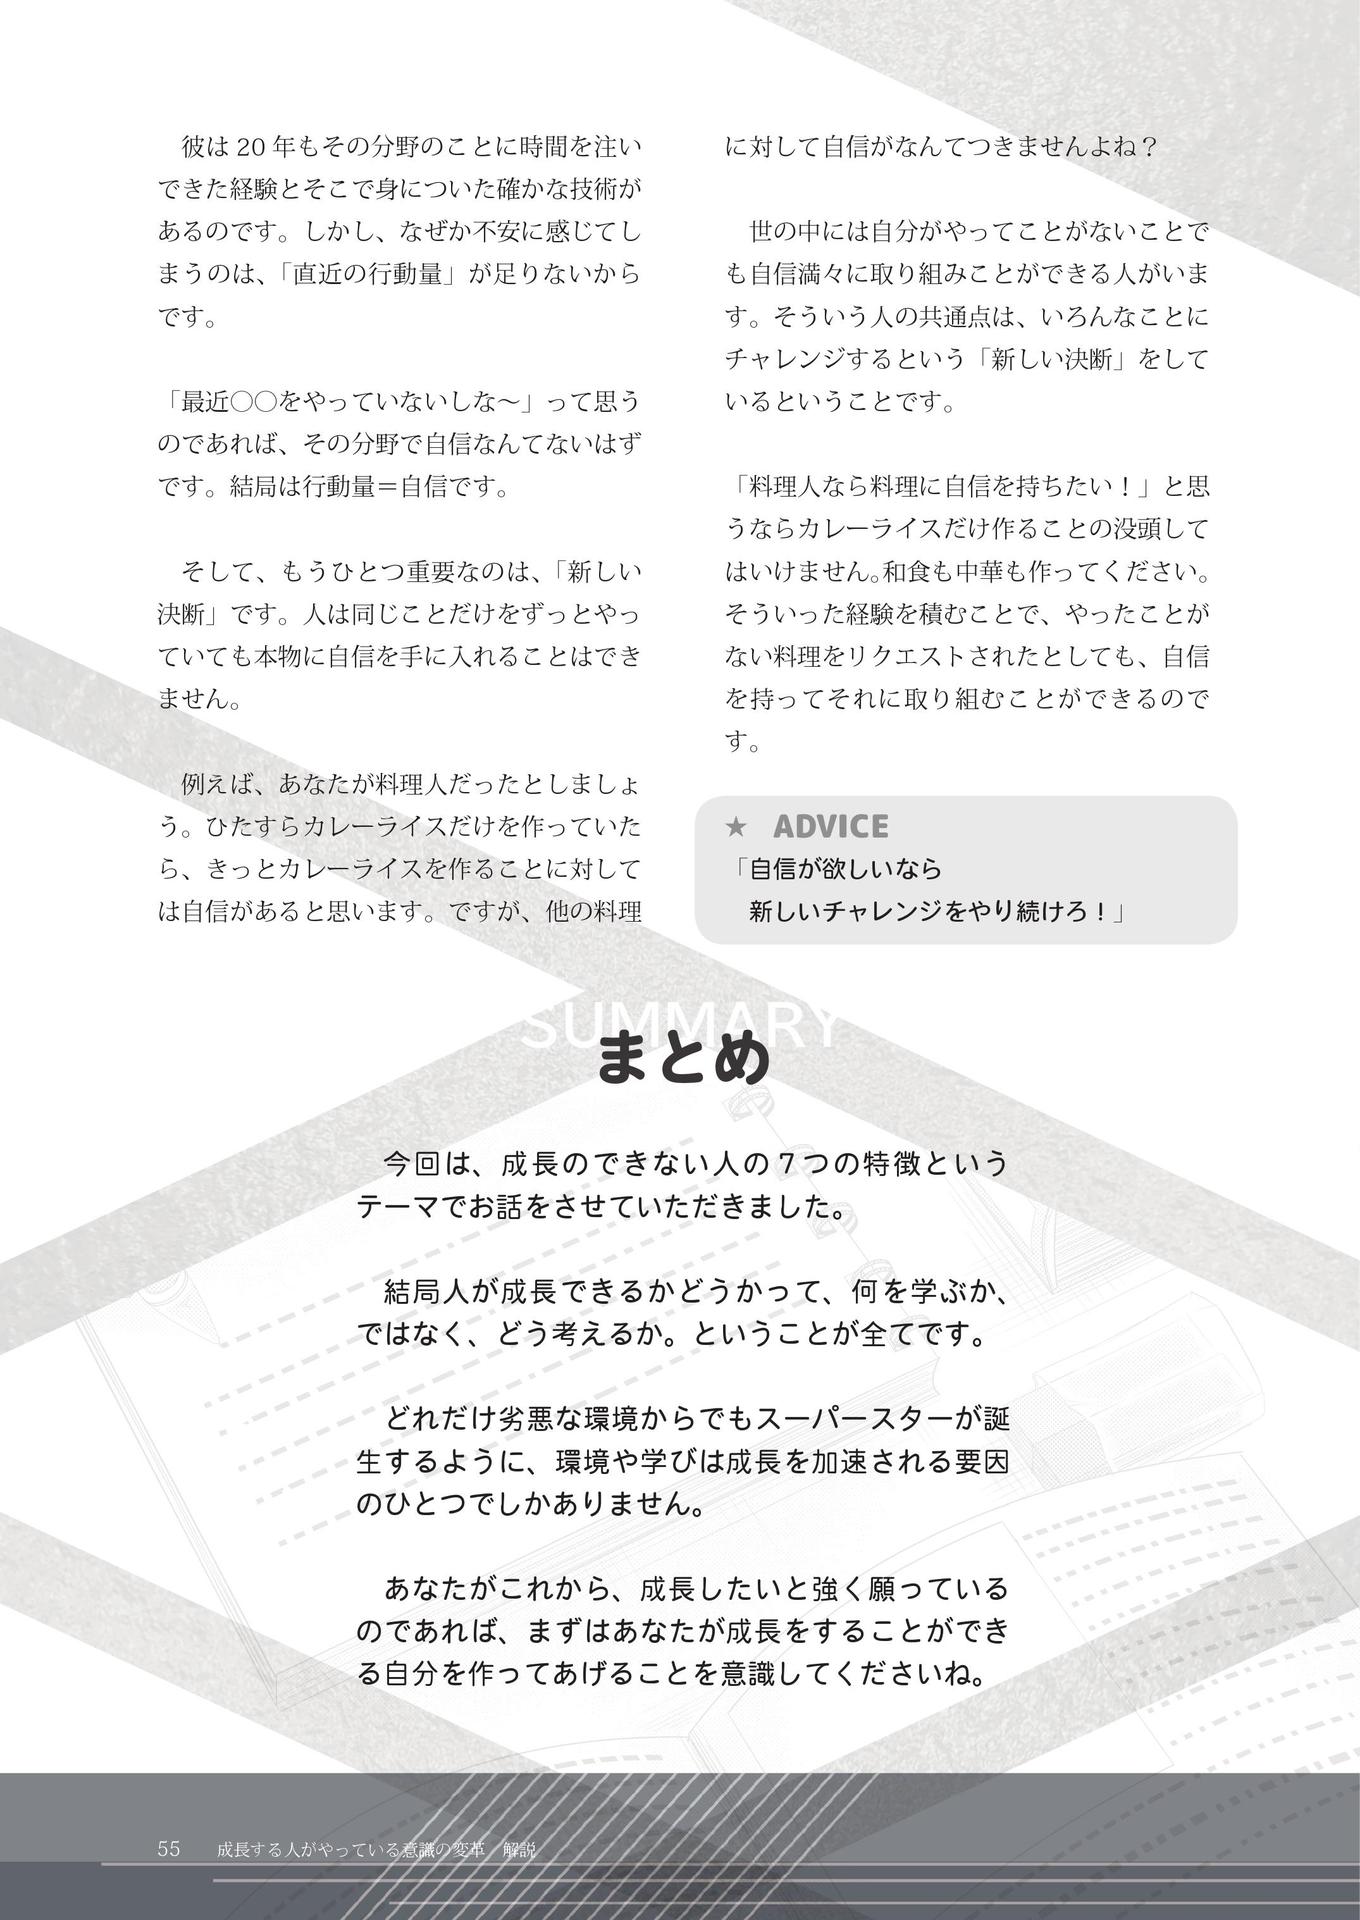 彼は 20 年もその分野のことに時間を注い
できた経験とそこで身についた確かな技術が
あるのです。しかし、なぜか不安に感じてし
まうのは、「直近の行動量」が足りないから
です。
「最近〇〇をやっていないしな〜」って思う
のであれば、その分野で自信なんてないはず
です。結局は行動量＝自信です。
そして、もうひとつ重要なのは、「新しい
決断」です。人は同じことだけをずっとやっ
ていても本物に自信を手に入れることはでき
ません。
例えば、あなたが料理人だったとしましょ
う。ひたすらカレーライスだけを作っていた
ら、きっとカレーライスを作ることに対して
は自信があると思います。ですが、他の料理
に対して自信がなんてつきませんよね？
世の中には自分がやってことがないことで
も自信満々に取り組みことができる人がいま
す。そういう人の共通点は、いろんなことに
チャレンジするという「新しい決断」をして
いるということです。
「料理人なら料理に自信を持ちたい！」と思
うならカレーライスだけ作ることの没頭して
はいけません。和食も中華も作ってください。
そういった経験を積むことで、やったことが
ない料理をリクエストされたとしても、自信
を持ってそれに取り組むことができるので
す。
★ ADVICE
「自信が欲しいなら
新しいチャレンジをやり続けろ！」
SUMMARY
まとめ
今回は、成長のできない人の７つの特徴という
テーマでお話をさせていただきました。
結局人が成長できるかどうかって、何を学ぶか、
ではなく、どう考えるか。ということが全てです。
どれだけ劣悪な環境からでもスーパースターが誕
生するように、環境や学びは成長を加速される要因
のひとつでしかありません。
あなたがこれから、成長したいと強く願っている
のであれば、まずはあなたが成長をすることができ
る自分を作ってあげることを意識してくださいね。
55 成長する人がやっている意識の変革 解説